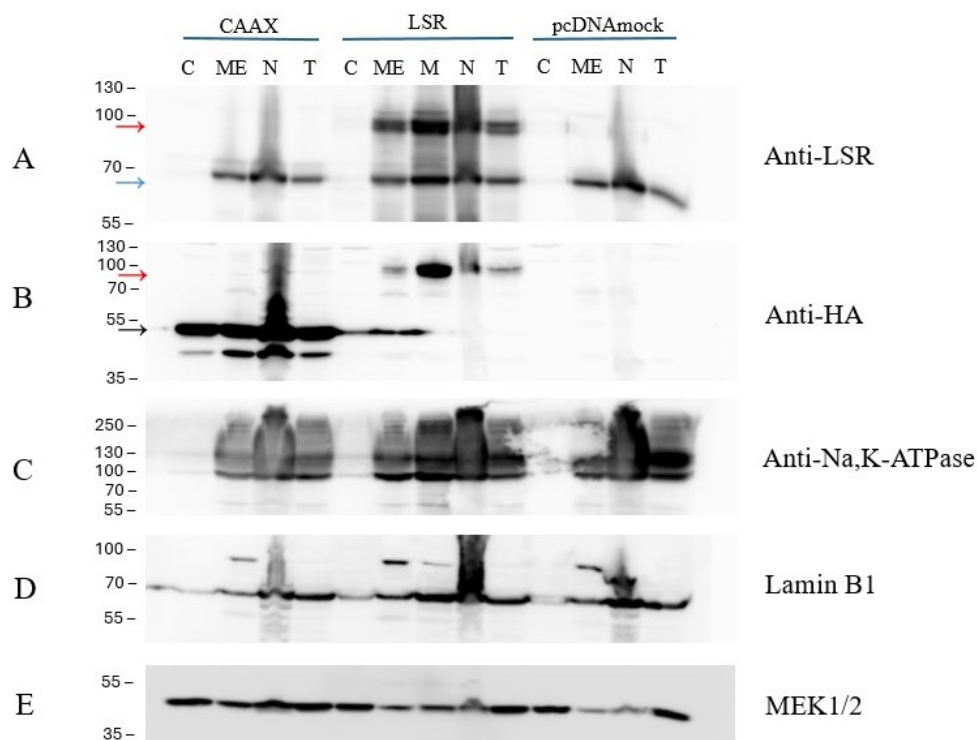 CAAX LSR pcDNAmock
C ME N T C ME M N T C ME N T
A
130 –
100 –
70 –
55 –
Anti-LSR
B
130 –
100 –
70 –
55 –
35 –
Anti-HA
C
250 –
130 –
100 –
70 –
55 –
Anti-Na,K-ATPase
D
100 –
70 –
55 –
Lamin B1
E
55 –
35 –
MEK1/2